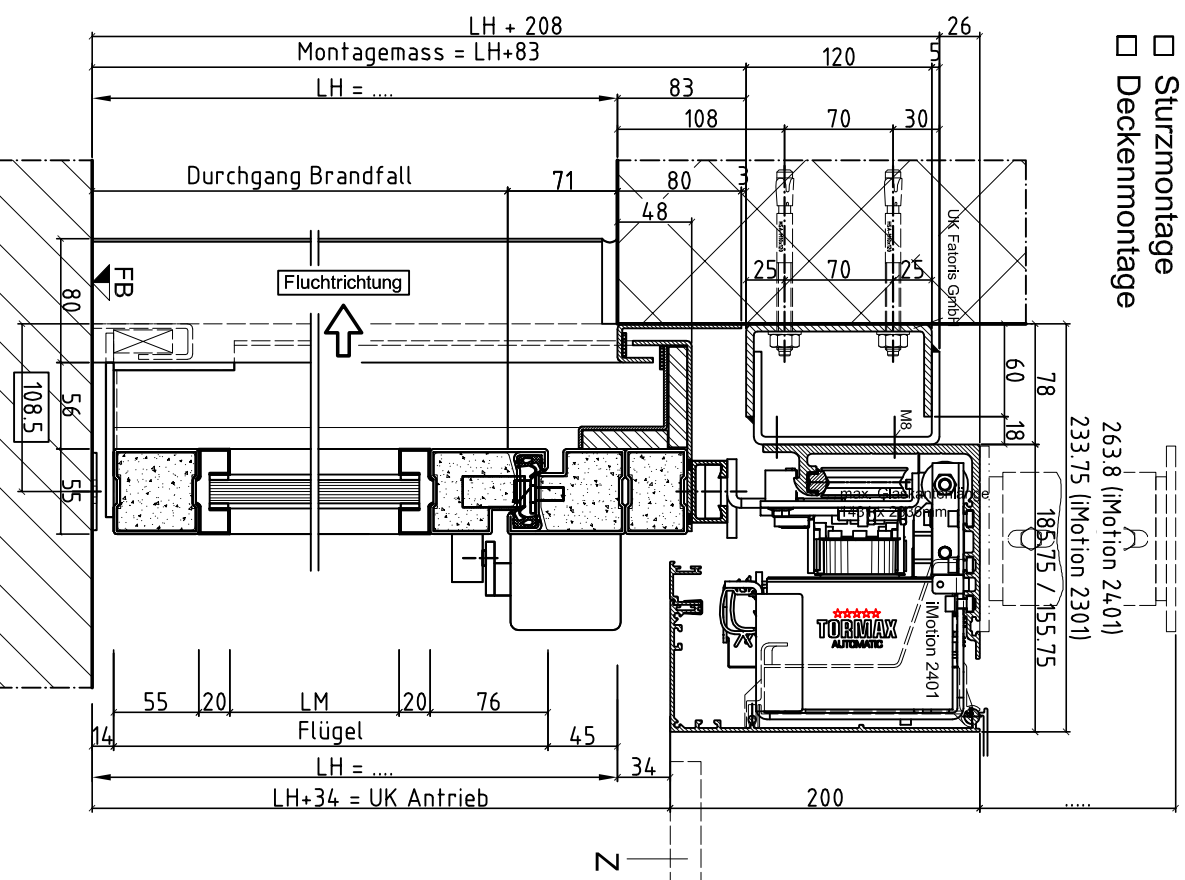 LH + 208
26
Montagemass = LH+83
120
5
LH = ....
83
108
70
30
Durchgang Brandfall
71
80
3
48
25
70
25
UK Fatoris GmbH
Sturzmontage
Deckenmontage
FB
Fluchtrichtung
80
56
55
108.5
60
78
18
M8
max. Glaskantenlänge
263.8 (iMotion 2401)
233.75 (iMotion 2301)
185.75 / 155.75
TORMAX
AUTOMATIC
iMotion 2401
55
20
LM
20
76
14
Flügel
45
LH = ....
34
LH+34 = UK Antrieb
200
.....
Z